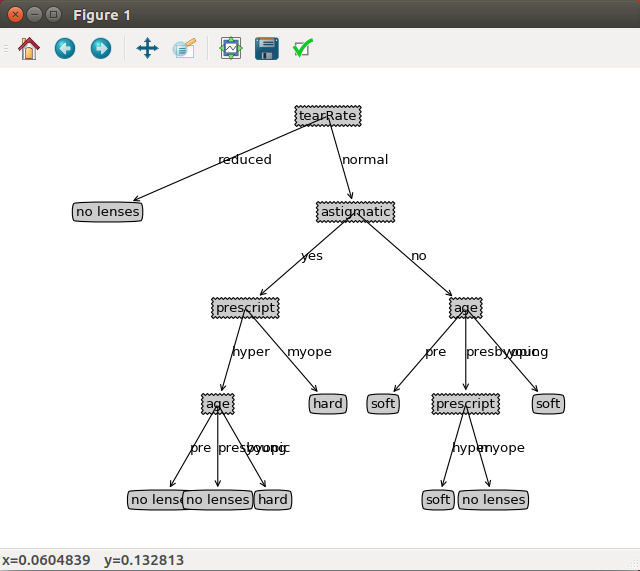 Figure 1
tearRate
reduced
normal
no lenses
astigmatic
yes
no
prescript
age
hyper
myope
pre
presbyopic
young
age
hard
soft
prescript
soft
pre
presbyopic
young
hyper
myope
no lenses
no lenses
hard
soft
no lenses
x=0.0604839 y=0.132813